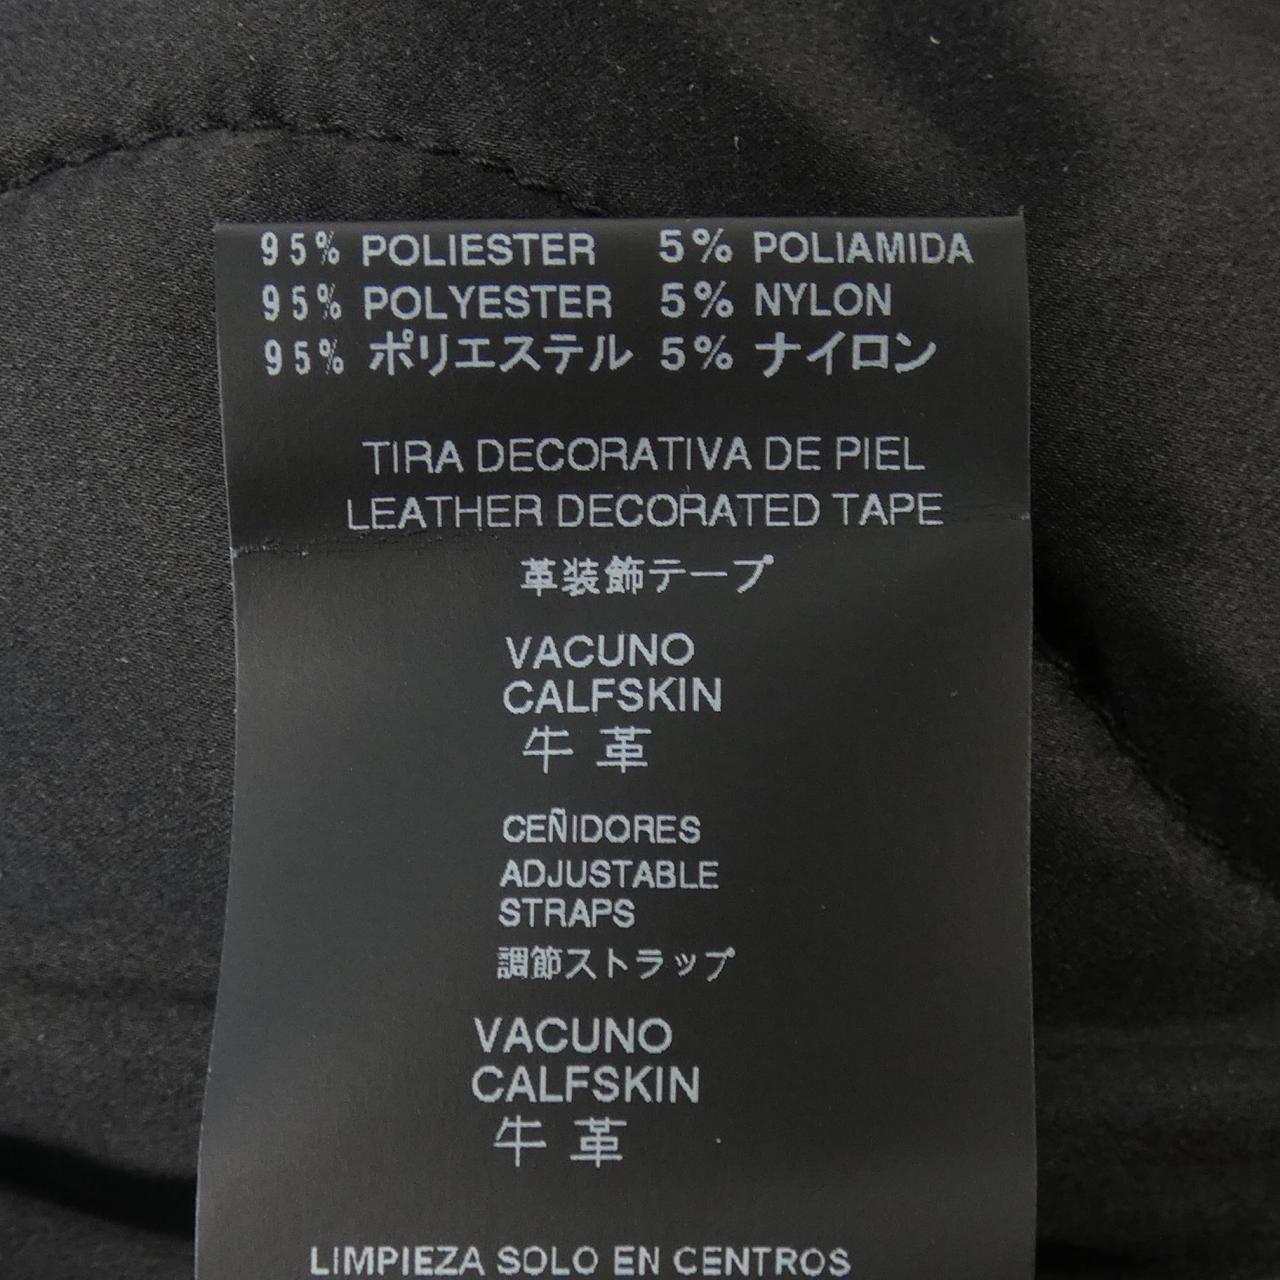 95% POLIESTER 5% POLIAMIDA
95% POLYESTER 5% NYLON
95% ポリエステル 5% ナイロン
TIRA DECORATIVA DE PIEL
LEATHER DECORATED TAPE
革装飾テープ
VACUNO
CALFSKIN
牛革
CEÑIDORES
ADJUSTABLE
STRAPS
調節ストラップ
VACUNO
CALFSKIN
牛革
LIMPIEZA SOLO EN CENTROS